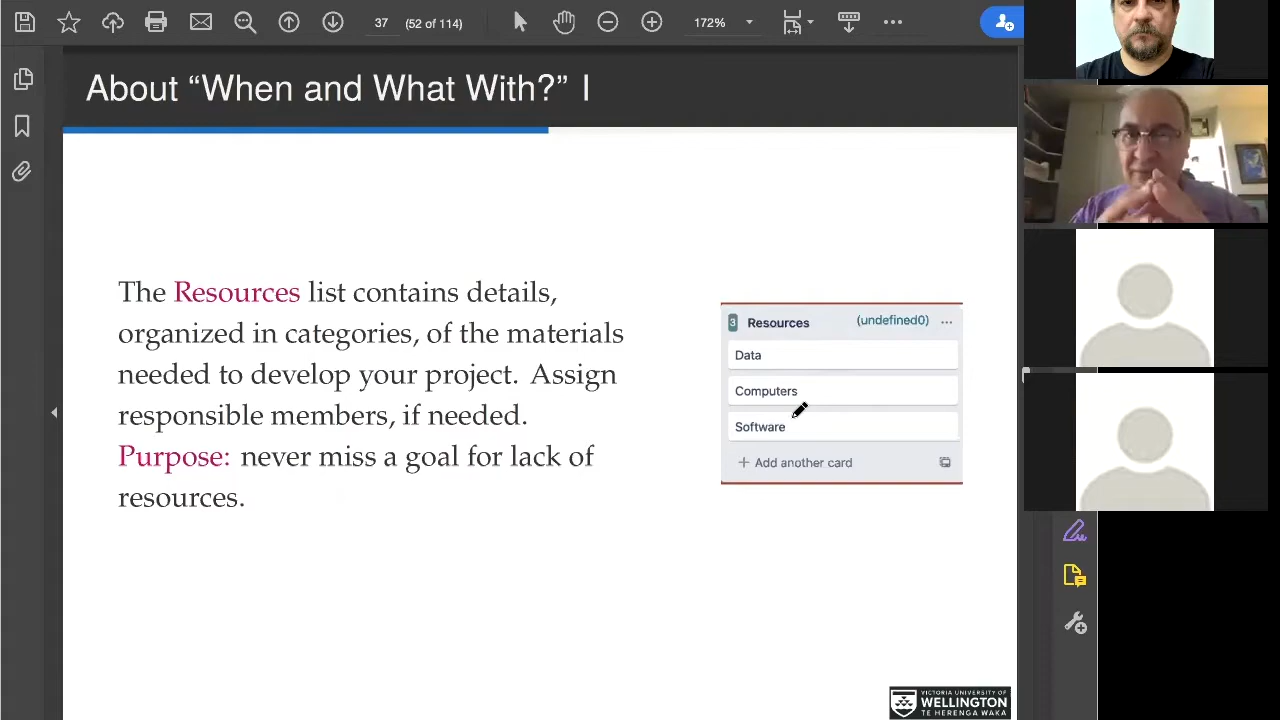 37 (52 of 114)
172%
About “When and What With?” I
The Resources list contains details,
organized in categories, of the materials
needed to develop your project. Assign
responsible members, if needed.
Purpose: never miss a goal for lack of
resources.
3 Resources (undefined0) ...
Data
Computers
Software
+ Add another card
VICTORIA UNIVERSITY OF
WELLINGTON
TE HERENGA WAKA